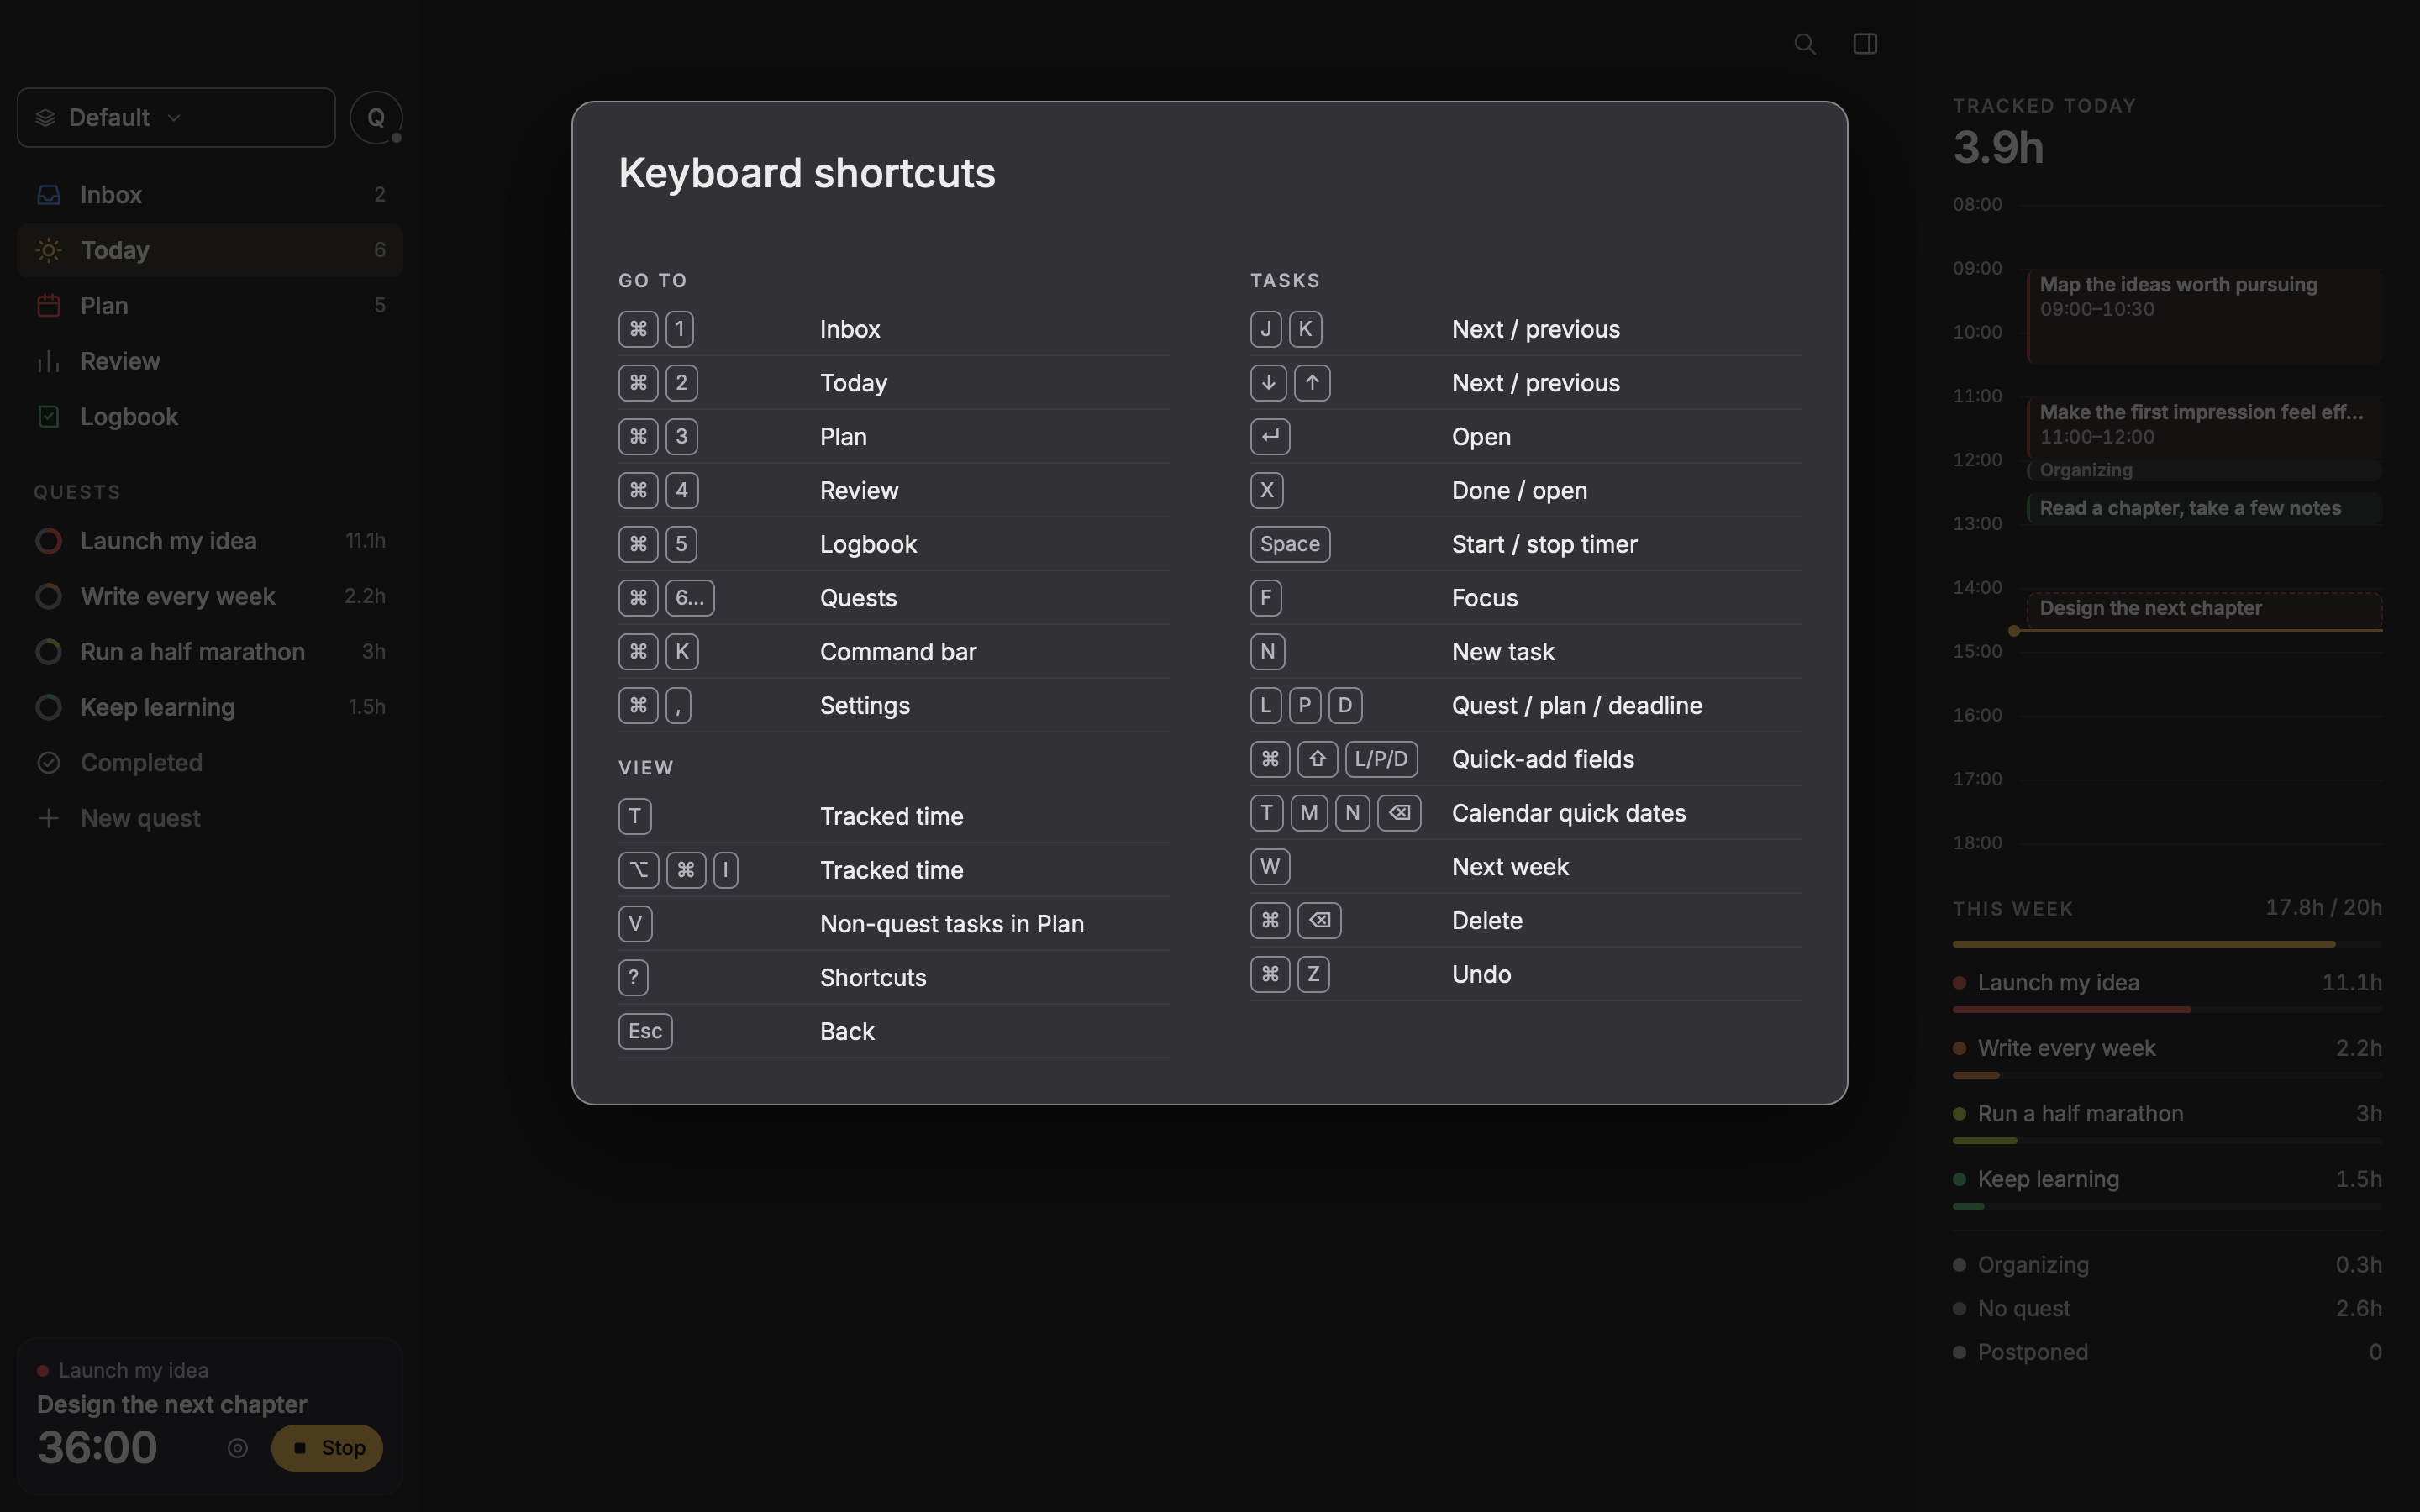 Default
Q
Inbox 2
Today 6
Plan 5
Review
Logbook
QUESTS
Launch my idea 11.1h
Write every week 2.2h
Run a half marathon 3h
Keep learning 1.5h
Completed
New quest
Launch my idea
Design the next chapter
36:00 Stop
Keyboard shortcuts
GO TO
⌘ 1 Inbox
⌘ 2 Today
⌘ 3 Plan
⌘ 4 Review
⌘ 5 Logbook
⌘ 6... Quests
⌘ K Command bar
⌘ , Settings
VIEW
T Tracked time
⌥ ⌘ I Tracked time
V Non-quest tasks in Plan
? Shortcuts
Esc Back
TASKS
J K Next / previous
↓ ↑ Next / previous
↵ Open
X Done / open
Space Start / stop timer
F Focus
N New task
L P D Quest / plan / deadline
⌘ ⇧ L/P/D Quick-add fields
T M N ⌫ Calendar quick dates
W Next week
⌘ ⌫ Delete
⌘ Z Undo
TRACKED TODAY
3.9h
08:00
09:00
Map the ideas worth pursuing
09:00–10:30
10:00
11:00
Make the first impression feel eff...
11:00–12:00
12:00
Organizing
Read a chapter, take a few notes
13:00
14:00
Design the next chapter
15:00
16:00
17:00
18:00
THIS WEEK 17.8h / 20h
Launch my idea 11.1h
Write every week 2.2h
Run a half marathon 3h
Keep learning 1.5h
Organizing 0.3h
No quest 2.6h
Postponed 0